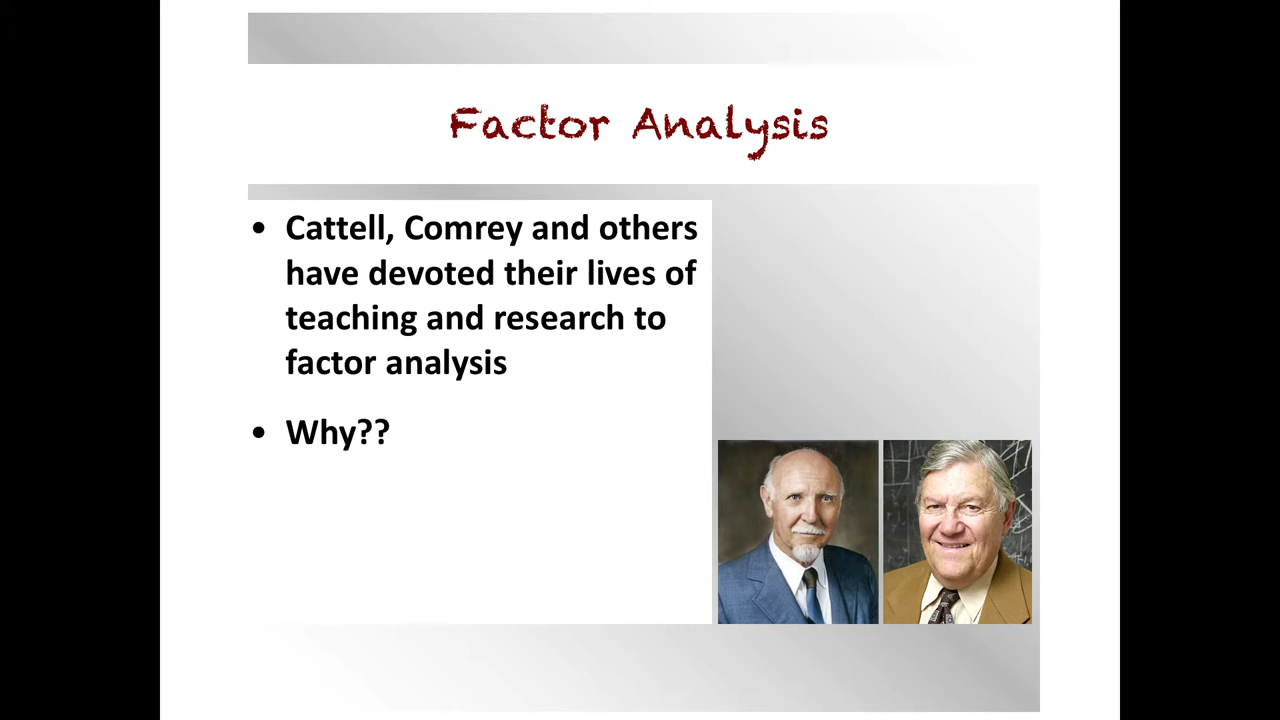 Factor Analysis
• Cattell, Comrey and others
have devoted their lives of
teaching and research to
factor analysis
• Why??